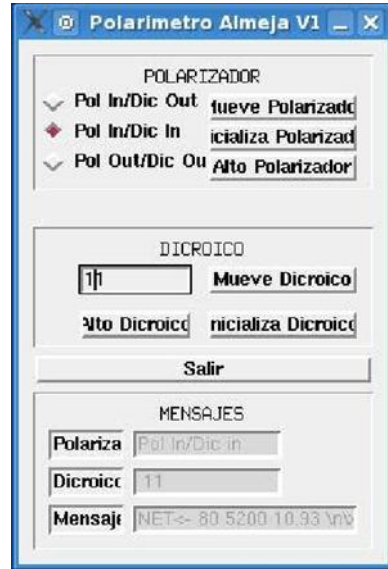 Polarimetro Almeja V1
POLARIZADOR
Pol In/Dic Out
Mueve Polarizado
Pol In/Dic In
icializa Polarizad
Pol Out/Dic Ou
Alto Polarizador
DICROICO
11
Mueve Dicroico
Alto Dicroico
nicializa Dicroico
Salir
MENSAJES
Polariza
Pol In/Dic in
Dicroico
11
Mensaje
NET<- 80 5200 10.93 \n\